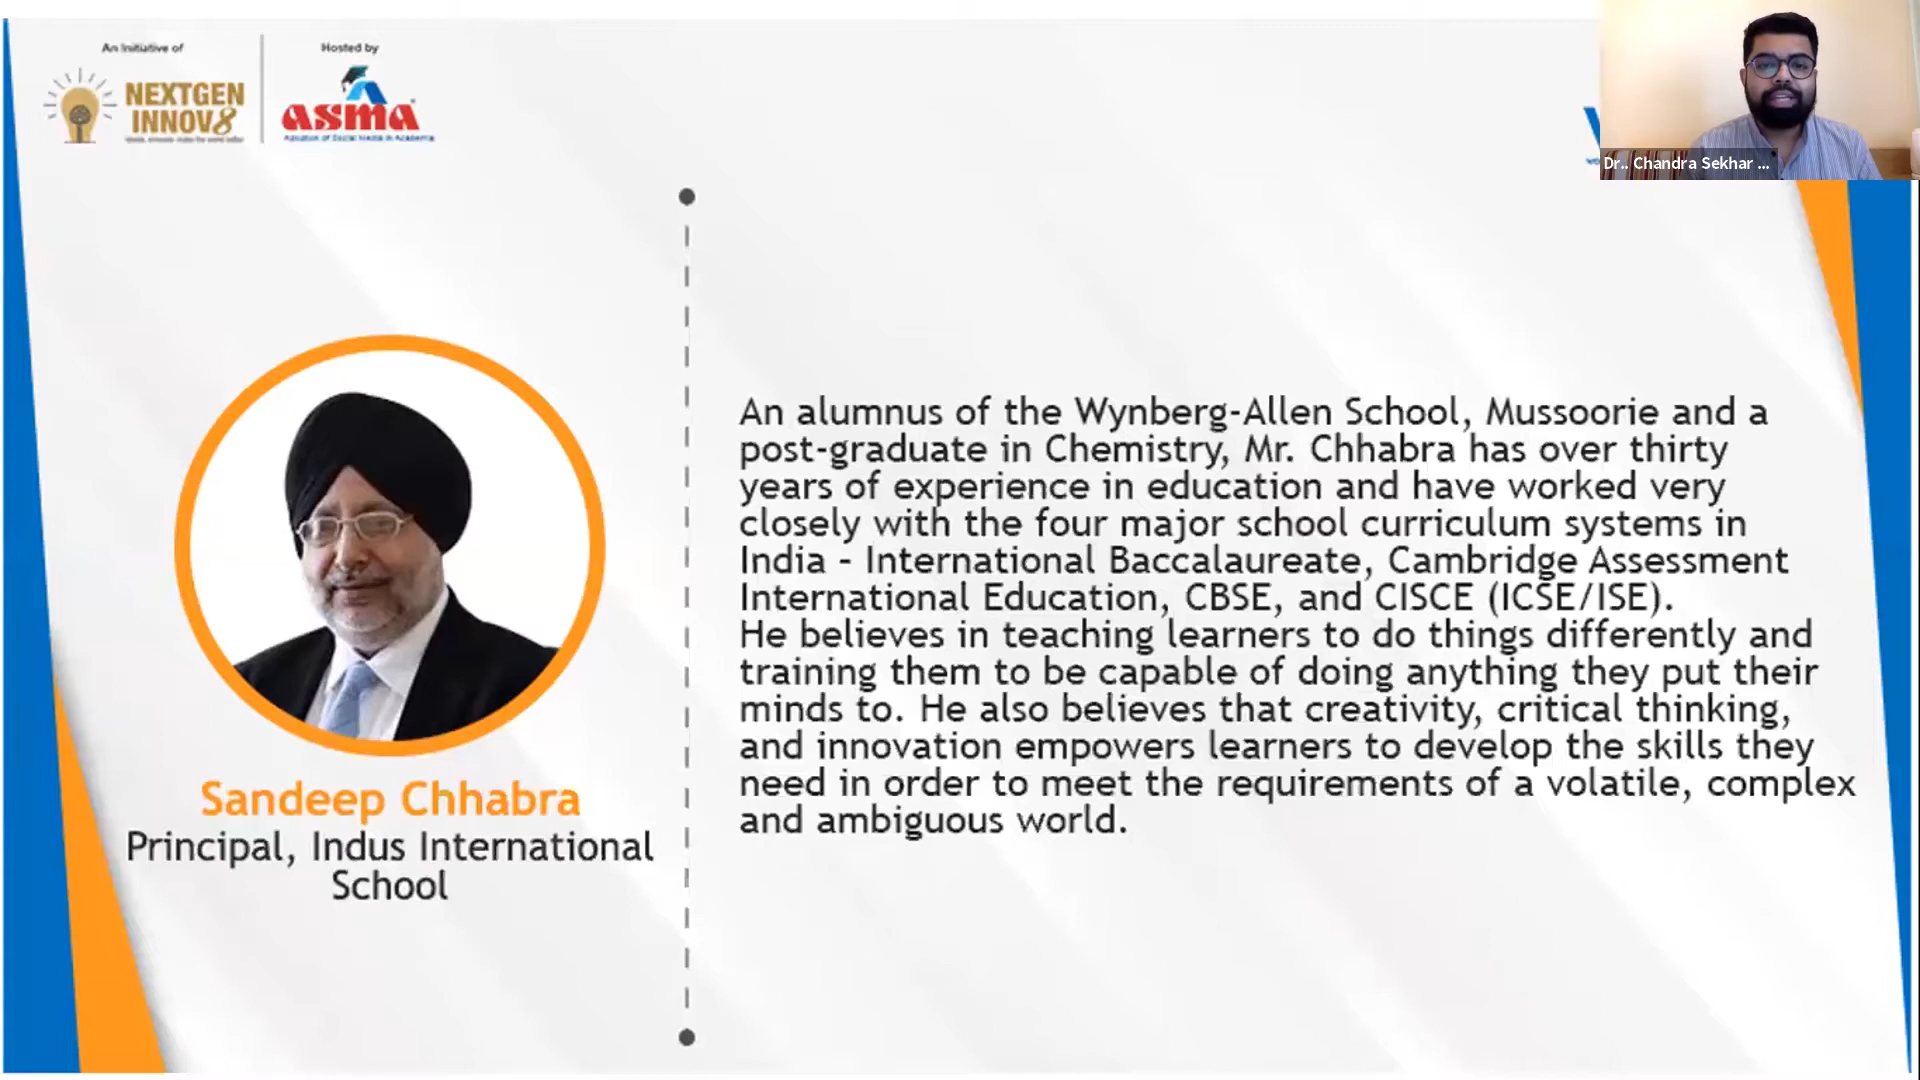 An Initiative of
Hosted by
NEXTGEN
INNOV8
asma
Adoption of Social Media in Academia
Dr.. Chandra Sekhar ...
An alumnus of the Wynberg-Allen School, Mussoorie and a
post-graduate in Chemistry, Mr. Chhabra has over thirty
years of experience in education and have worked very
closely with the four major school curriculum systems in
India - International Baccalaureate, Cambridge Assessment
International Education, CBSE, and CISCE (ICSE/ISE).
He believes in teaching learners to do things differently and
training them to be capable of doing anything they put their
minds to. He also believes that creativity, critical thinking,
and innovation empowers learners to develop the skills they
need in order to meet the requirements of a volatile, complex
and ambiguous world.
Sandeep Chhabra
Principal, Indus International
School